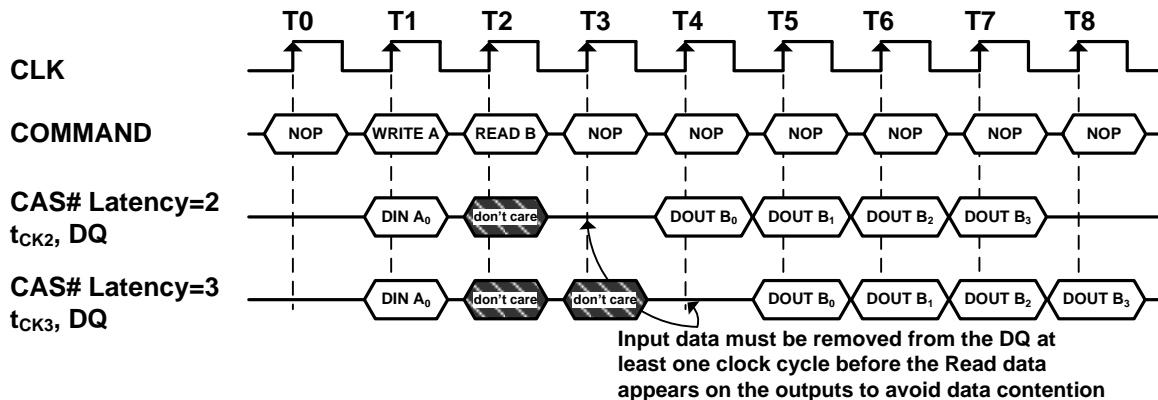 T0 T1 T2 T3 T4 T5 T6 T7 T8
CLK
COMMAND NOP WRITE A READ B NOP NOP NOP NOP NOP NOP
CAS# Latency=2
tCK2, DQ DIN A0 don't care DOUT B0 DOUT B1 DOUT B2 DOUT B3
CAS# Latency=3
tCK3, DQ DIN A0 don't care don't care DOUT B0 DOUT B1 DOUT B2 DOUT B3
Input data must be removed from the DQ at
least one clock cycle before the Read data
appears on the outputs to avoid data contention